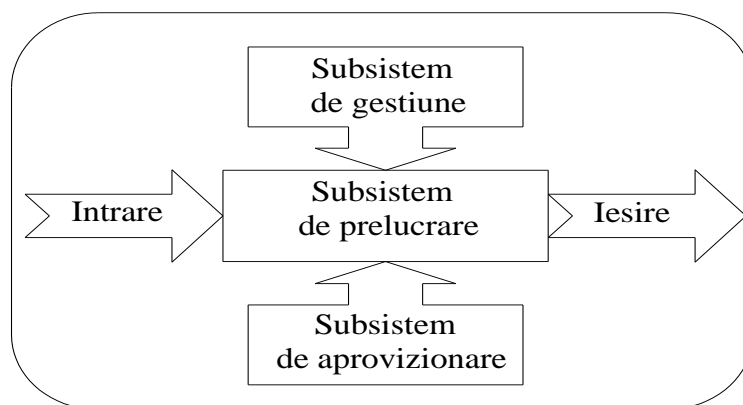 Subsistem
de gestiune
Intrare
Subsistem
de prelucrare
Iesire
Subsistem
de aprovizionare